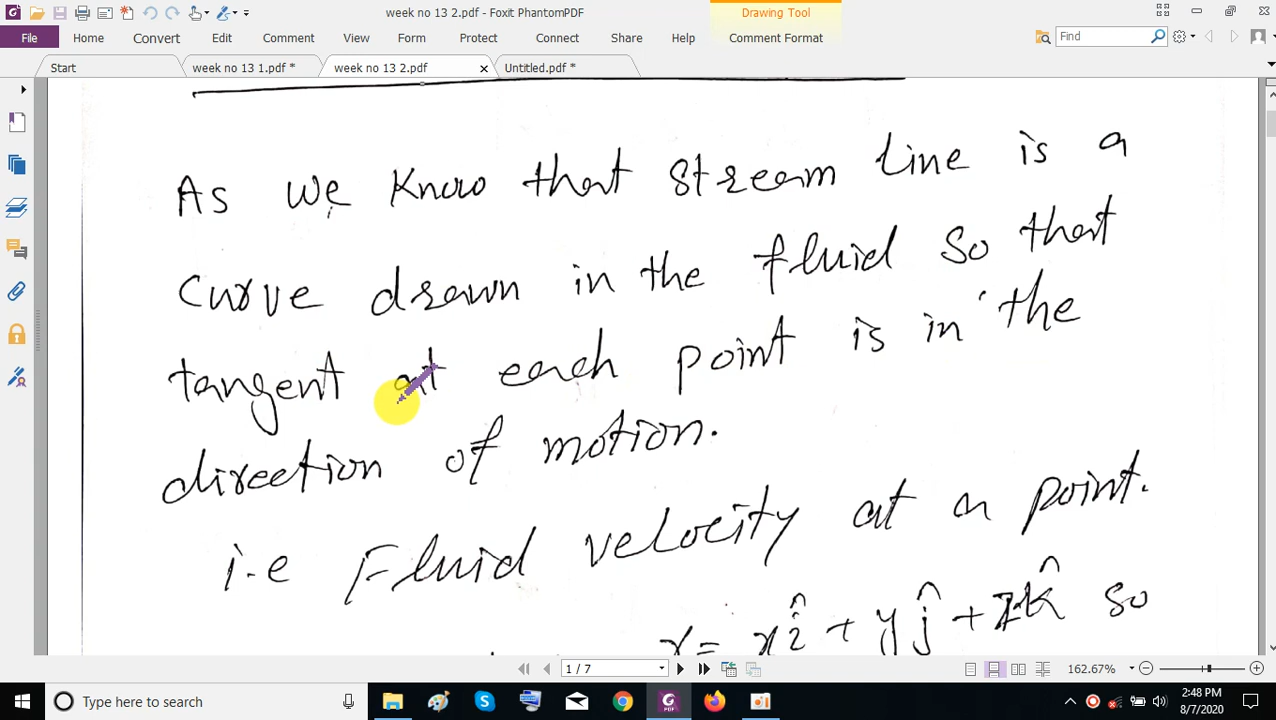 week no 13 2.pdf - Foxit PhantomPDF
Drawing Tool
File Home Convert Edit Comment View Form Protect Connect Share Help Comment Format Find
Start week no 13 1.pdf * week no 13 2.pdf Untitled.pdf *
As we know that stream line is a
curve drawn in the fluid so that
tangent at each point is in the
direction of motion.
i.e Fluid velocity at a point.
r = xî + yĵ + zk̂ so
1 / 7 162.67%
Type here to search
2:48 PM
8/7/2020